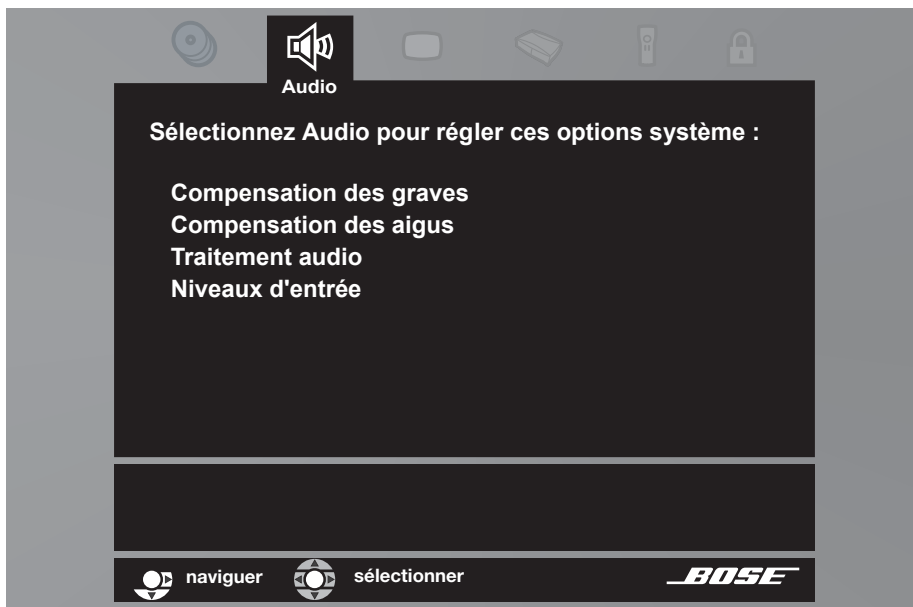 Audio
Sélectionnez Audio pour régler ces options système :
Compensation des graves
Compensation des aigus
Traitement audio
Niveaux d'entrée
naviguer sélectionner BOSE